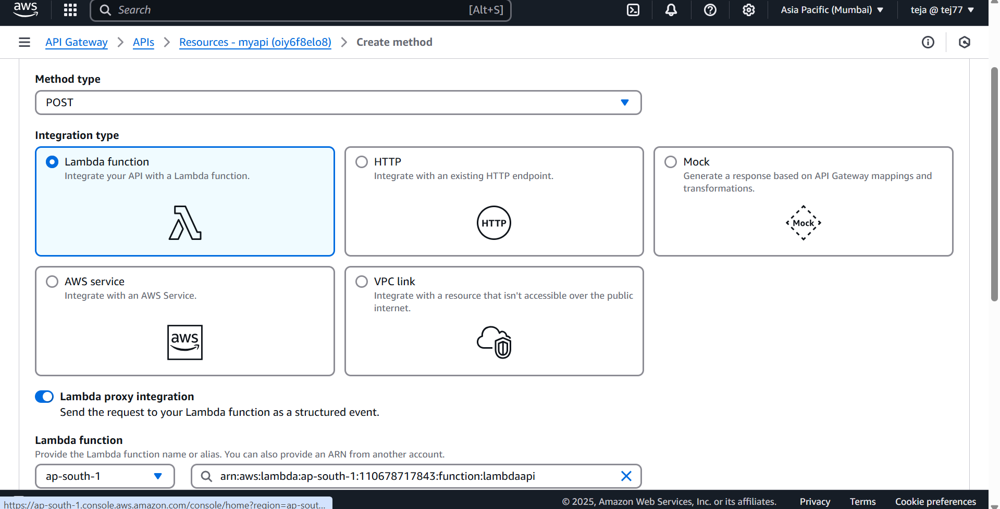 aws
Search
[Alt+S]
Asia Pacific (Mumbai)
teja @ tej77
API Gateway
APIs
Resources - myapi (oiy6f8elo8)
Create method
Method type
POST
Integration type
Lambda function
Integrate your API with a Lambda function.
HTTP
Integrate with an existing HTTP endpoint.
HTTP
Mock
Generate a response based on API Gateway mappings and
transformations.
Mock
AWS service
Integrate with an AWS Service.
aws
VPC link
Integrate with a resource that isn't accessible over the public
internet.
Lambda proxy integration
Send the request to your Lambda function as a structured event.
Lambda function
Provide the Lambda function name or alias. You can also provide an ARN from another account.
ap-south-1
arn:aws:lambda:ap-south-1:110678717843:function:lambdaapi
https://ap-south-1.console.aws.amazon.com/console/home?region=ap-sout...
© 2025, Amazon Web Services, Inc. or its affiliates.
Privacy
Terms
Cookie preferences